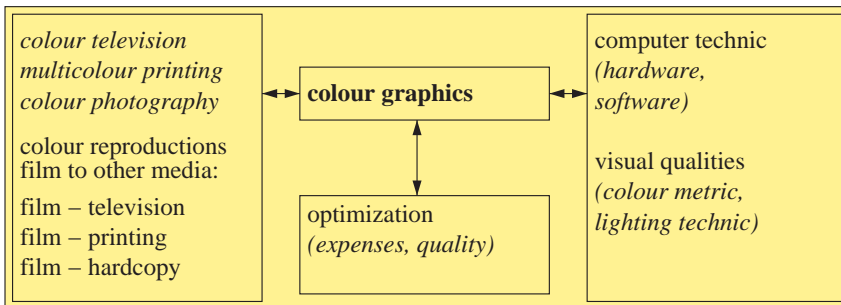 colour television
multicolour printing
colour photography
colour reproductions
film to other media:
film – television
film – printing
film – hardcopy
colour graphics
optimization
(expenses, quality)
computer technic
(hardware,
software)
visual qualities
(colour metric,
lighting technic)